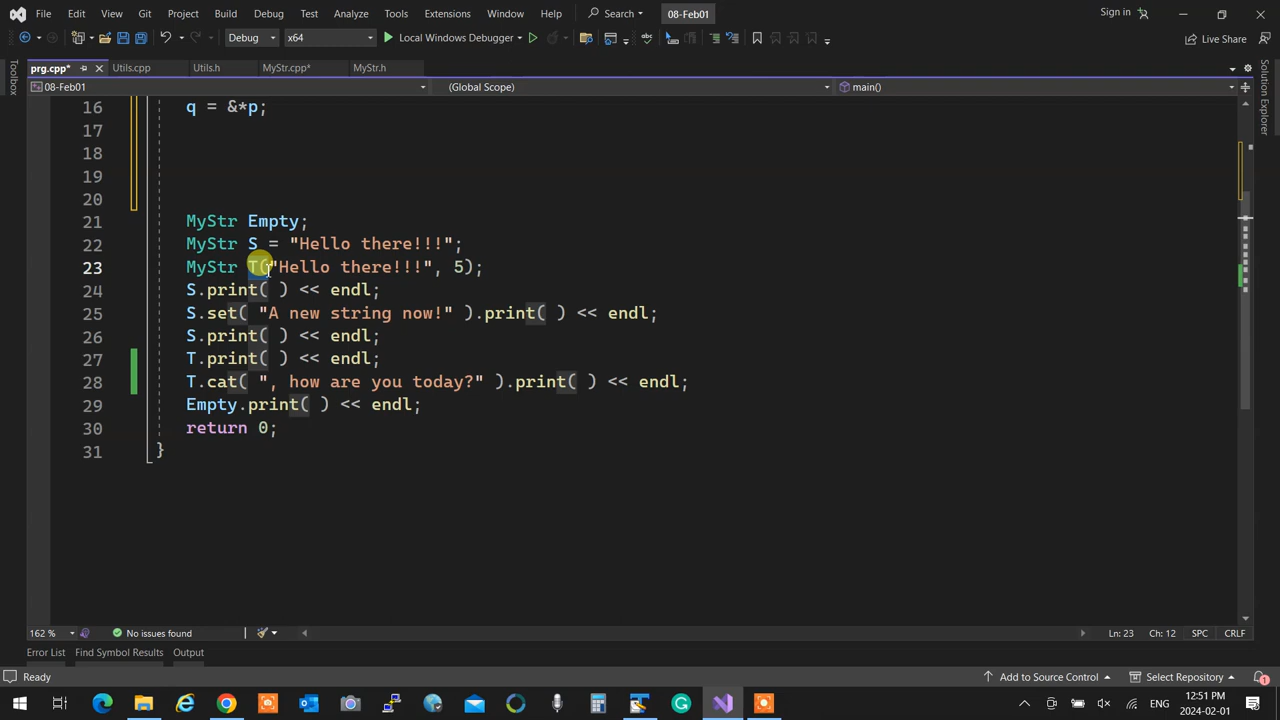 File Edit View Git Project Build Debug Test Analyze Tools Extensions Window Help Search 08-Feb01 Sign in
Debug x64 Local Windows Debugger Live Share
prg.cpp* Utils.cpp Utils.h MyStr.cpp* MyStr.h
08-Feb01 (Global Scope) main()
Toolbox
Solution Explorer
16 q = &*p;
17
18
19
20
21 MyStr Empty;
22 MyStr S = "Hello there!!!";
23 MyStr T("Hello there!!!", 5);
24 S.print( ) << endl;
25 S.set( "A new string now!" ).print( ) << endl;
26 S.print( ) << endl;
27 T.print( ) << endl;
28 T.cat( ", how are you today?" ).print( ) << endl;
29 Empty.print( ) << endl;
30 return 0;
31 }
162 % No issues found Ln: 23 Ch: 12 SPC CRLF
Error List Find Symbol Results Output
Ready Add to Source Control Select Repository 1
ENG 12:51 PM
2024-02-01